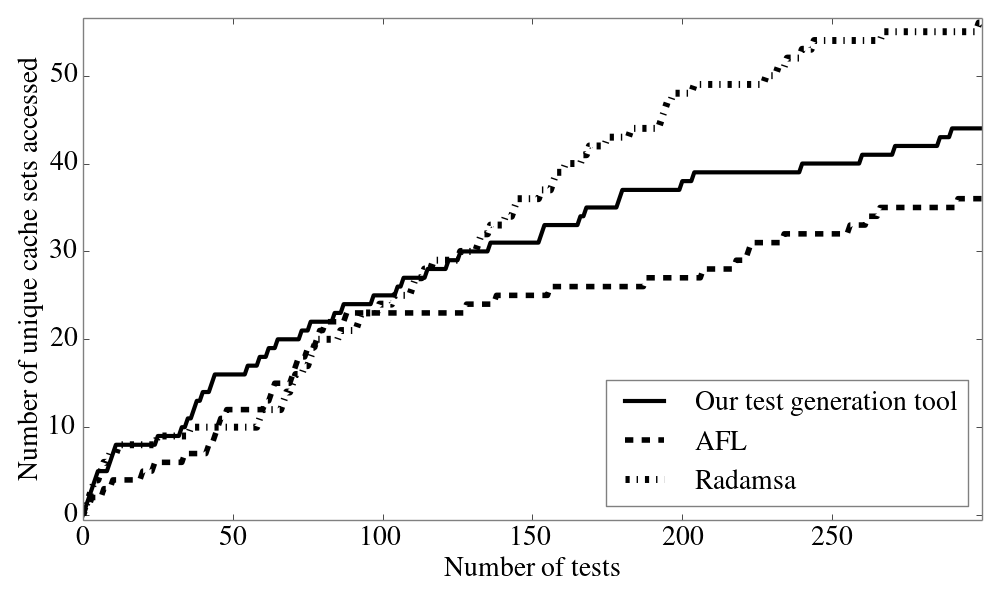 Number of unique cache sets accessed
50
40
30
20
10
0
Our test generation tool
AFL
Radamsa
0 50 100 150 200 250
Number of tests